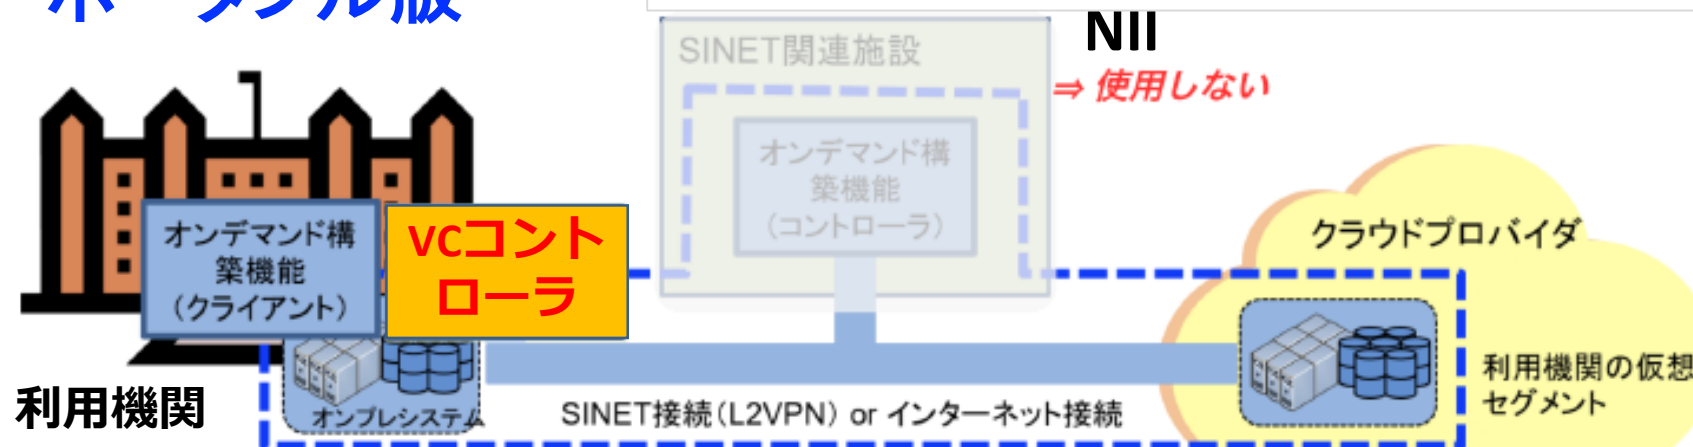 ポータブル版
NII
SINET関連施設
⇒ 使用しない
オンデマンド構
築機能
（コントローラ）
クラウドプロバイダ
オンデマンド構
築機能
（クライアント）
VCコント
ローラ
利用機関の仮想
セグメント
利用機関
オンプレシステム
SINET接続（L2VPN） or インターネット接続